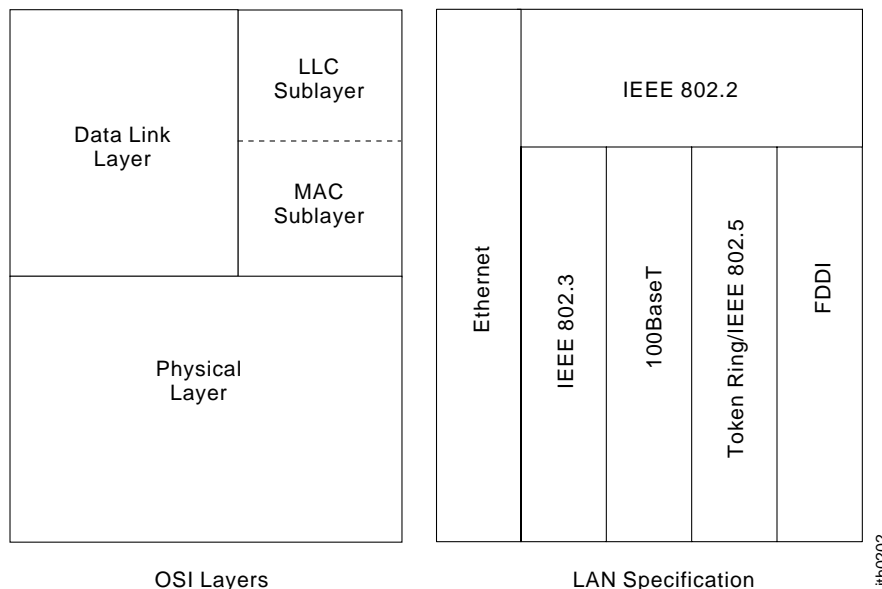 LLC
Sublayer
Data Link
Layer
MAC
Sublayer
Physical
Layer
OSI Layers
IEEE 802.2
Ethernet
IEEE 802.3
100BaseT
Token Ring/IEEE 802.5
FDDI
LAN Specification